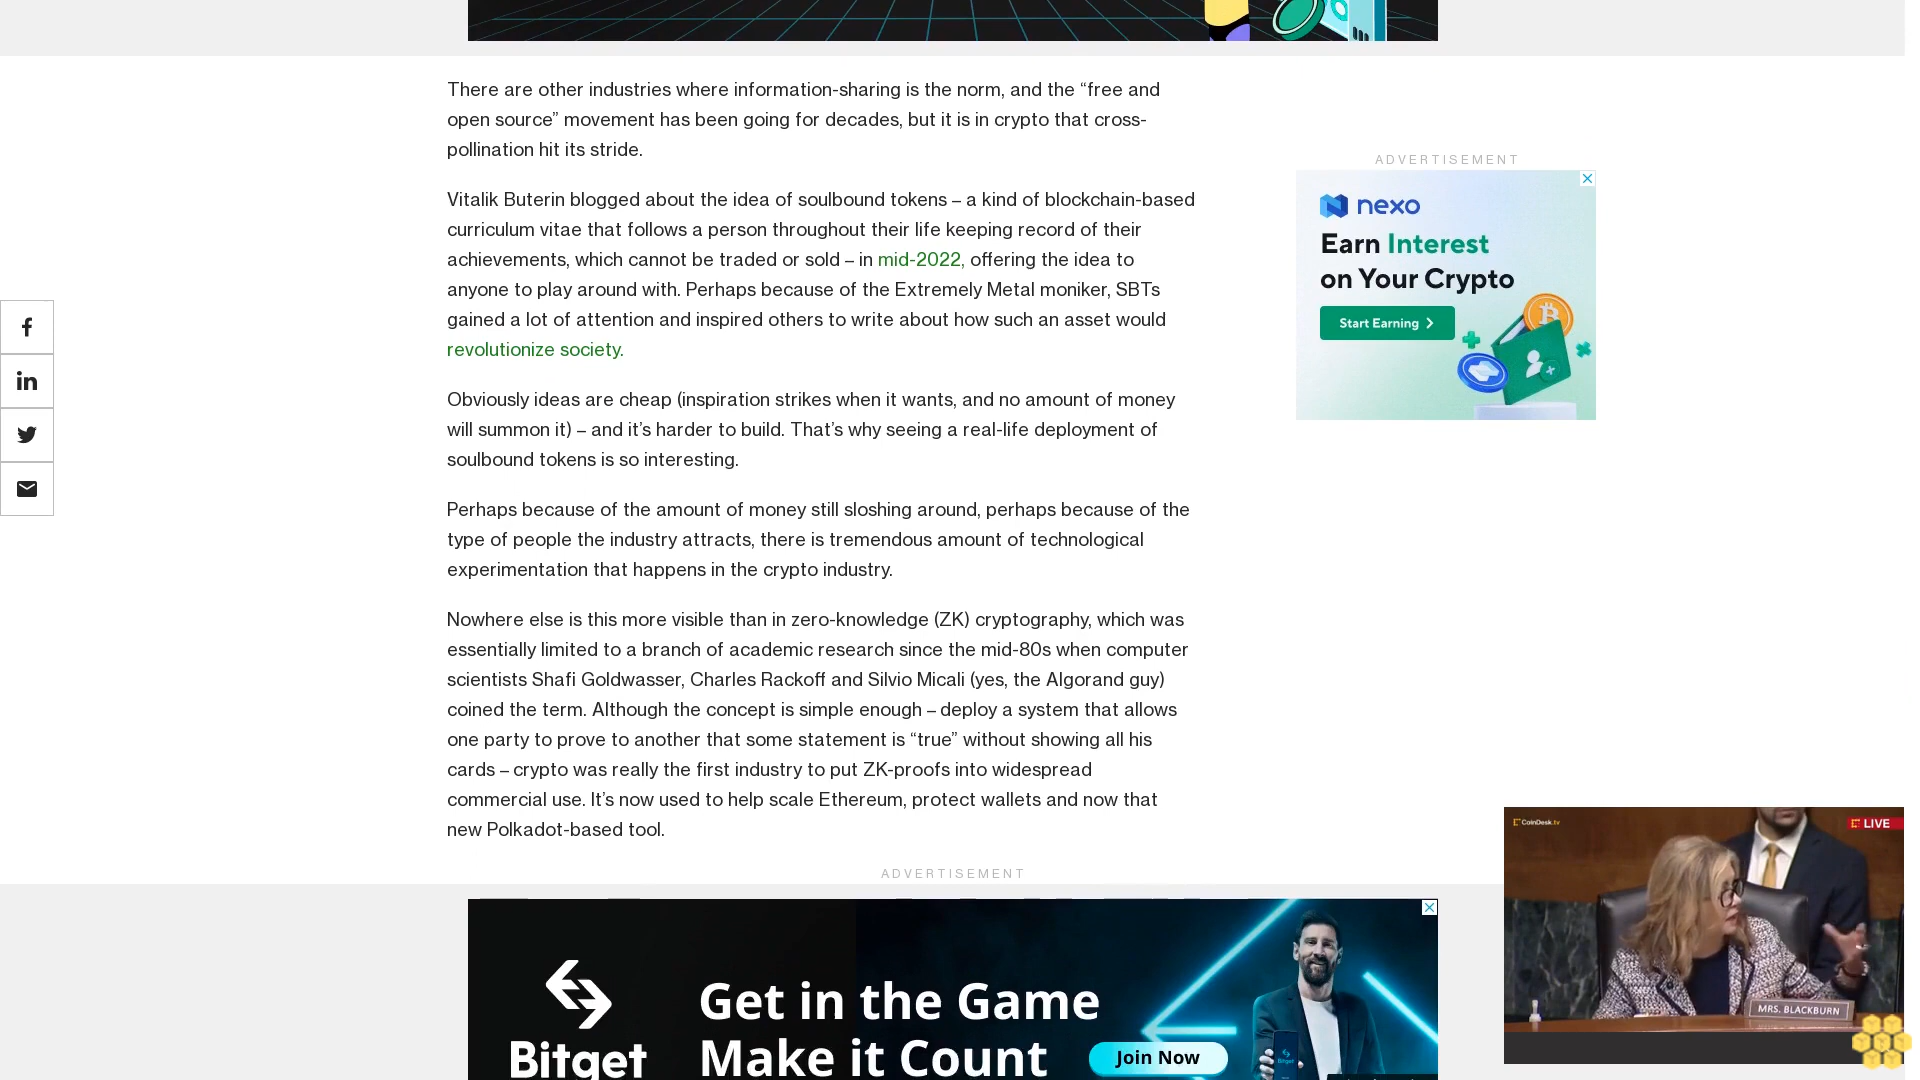 There are other industries where information-sharing is the norm, and the “free and
open source” movement has been going for decades, but it is in crypto that cross-
pollination hit its stride.
Vitalik Buterin blogged about the idea of soulbound tokens – a kind of blockchain-based
curriculum vitae that follows a person throughout their life keeping record of their
achievements, which cannot be traded or sold – in mid-2022, offering the idea to
anyone to play around with. Perhaps because of the Extremely Metal moniker, SBTs
gained a lot of attention and inspired others to write about how such an asset would
revolutionize society.
Obviously ideas are cheap (inspiration strikes when it wants, and no amount of money
will summon it) – and it’s harder to build. That’s why seeing a real-life deployment of
soulbound tokens is so interesting.
Perhaps because of the amount of money still sloshing around, perhaps because of the
type of people the industry attracts, there is tremendous amount of technological
experimentation that happens in the crypto industry.
Nowhere else is this more visible than in zero-knowledge (ZK) cryptography, which was
essentially limited to a branch of academic research since the mid-80s when computer
scientists Shafi Goldwasser, Charles Rackoff and Silvio Micali (yes, the Algorand guy)
coined the term. Although the concept is simple enough – deploy a system that allows
one party to prove to another that some statement is “true” without showing all his
cards – crypto was really the first industry to put ZK-proofs into widespread
commercial use. It’s now used to help scale Ethereum, protect wallets and now that
new Polkadot-based tool.
ADVERTISEMENT
nexo
Earn Interest
on Your Crypto
Start Earning
ADVERTISEMENT
Bitget
Get in the Game
Make it Count
Join Now
CoinDesk.tv
LIVE
MRS. BLACKBURN